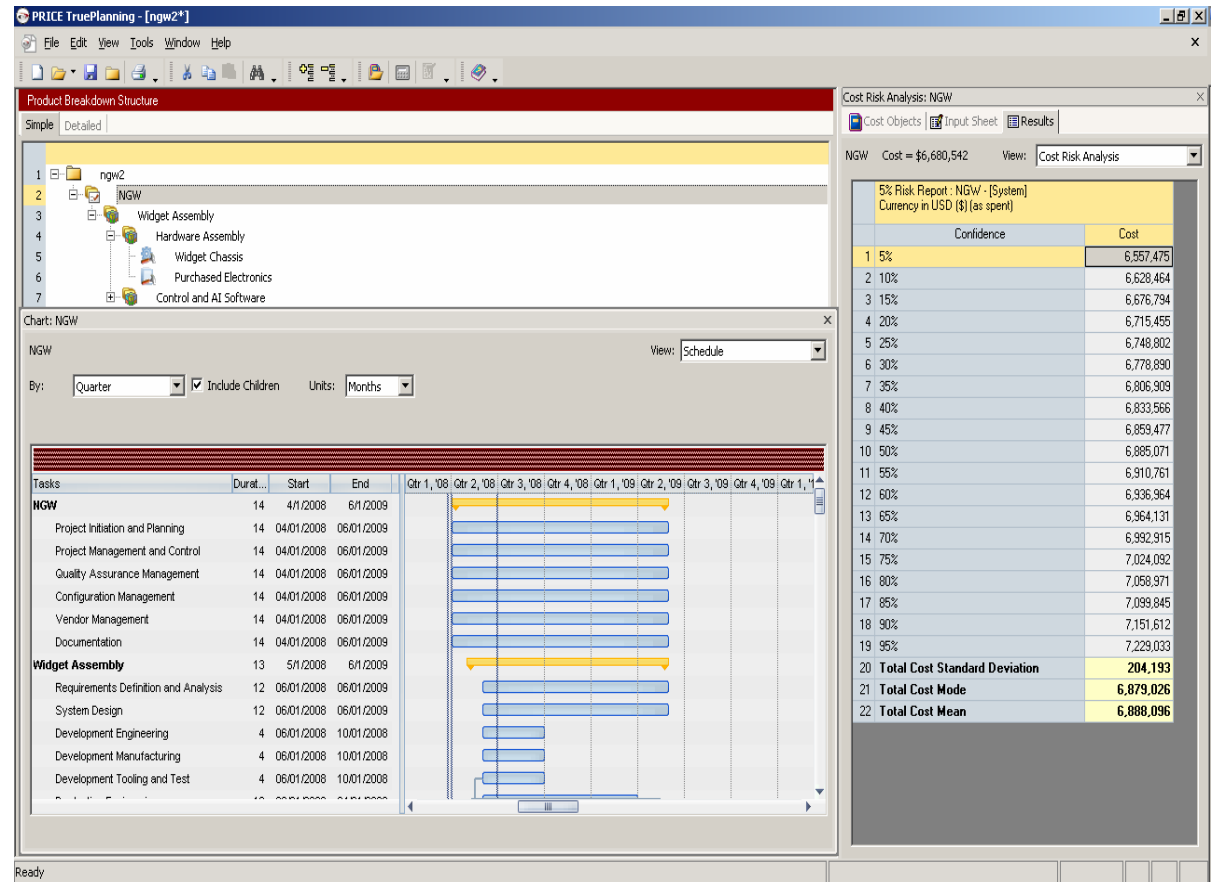 PRICE TruePlanning - [ngw2*]
File Edit View Tools Window Help
Product Breakdown Structure
Simple Detailed
1 ngw2
2 NGW
3 Widget Assembly
4 Hardware Assembly
5 Widget Chassis
6 Purchased Electronics
7 Control and AI Software
Chart: NGW
NGW View: Schedule
By: Quarter Include Children Units: Months
Tasks Durat... Start End Qtr 1, '08 Qtr 2, '08 Qtr 3, '08 Qtr 4, '08 Qtr 1, '09 Qtr 2, '09 Qtr 3, '09 Qtr 4, '09 Qtr 1, '1
NGW 14 4/1/2008 6/1/2009
Project Initiation and Planning 14 04/01/2008 06/01/2009
Project Management and Control 14 04/01/2008 06/01/2009
Quality Assurance Management 14 04/01/2008 06/01/2009
Configuration Management 14 04/01/2008 06/01/2009
Vendor Management 14 04/01/2008 06/01/2009
Documentation 14 04/01/2008 06/01/2009
Widget Assembly 13 5/1/2008 6/1/2009
Requirements Definition and Analysis 12 06/01/2008 06/01/2009
System Design 12 06/01/2008 06/01/2009
Development Engineering 4 06/01/2008 10/01/2008
Development Manufacturing 4 06/01/2008 10/01/2008
Development Tooling and Test 4 06/01/2008 10/01/2008
Cost Risk Analysis: NGW
Cost Objects Input Sheet Results
NGW Cost = $6,680,542 View: Cost Risk Analysis
5% Risk Report : NGW - [System]
Currency in USD ($) (as spent)
Confidence Cost
1 5% 6,557,475
2 10% 6,628,464
3 15% 6,676,794
4 20% 6,715,455
5 25% 6,748,802
6 30% 6,778,890
7 35% 6,806,909
8 40% 6,833,566
9 45% 6,859,477
10 50% 6,885,071
11 55% 6,910,761
12 60% 6,936,964
13 65% 6,964,131
14 70% 6,992,915
15 75% 7,024,092
16 80% 7,058,971
17 85% 7,099,845
18 90% 7,151,612
19 95% 7,229,033
20 Total Cost Standard Deviation 204,193
21 Total Cost Mode 6,879,026
22 Total Cost Mean 6,888,096
Ready